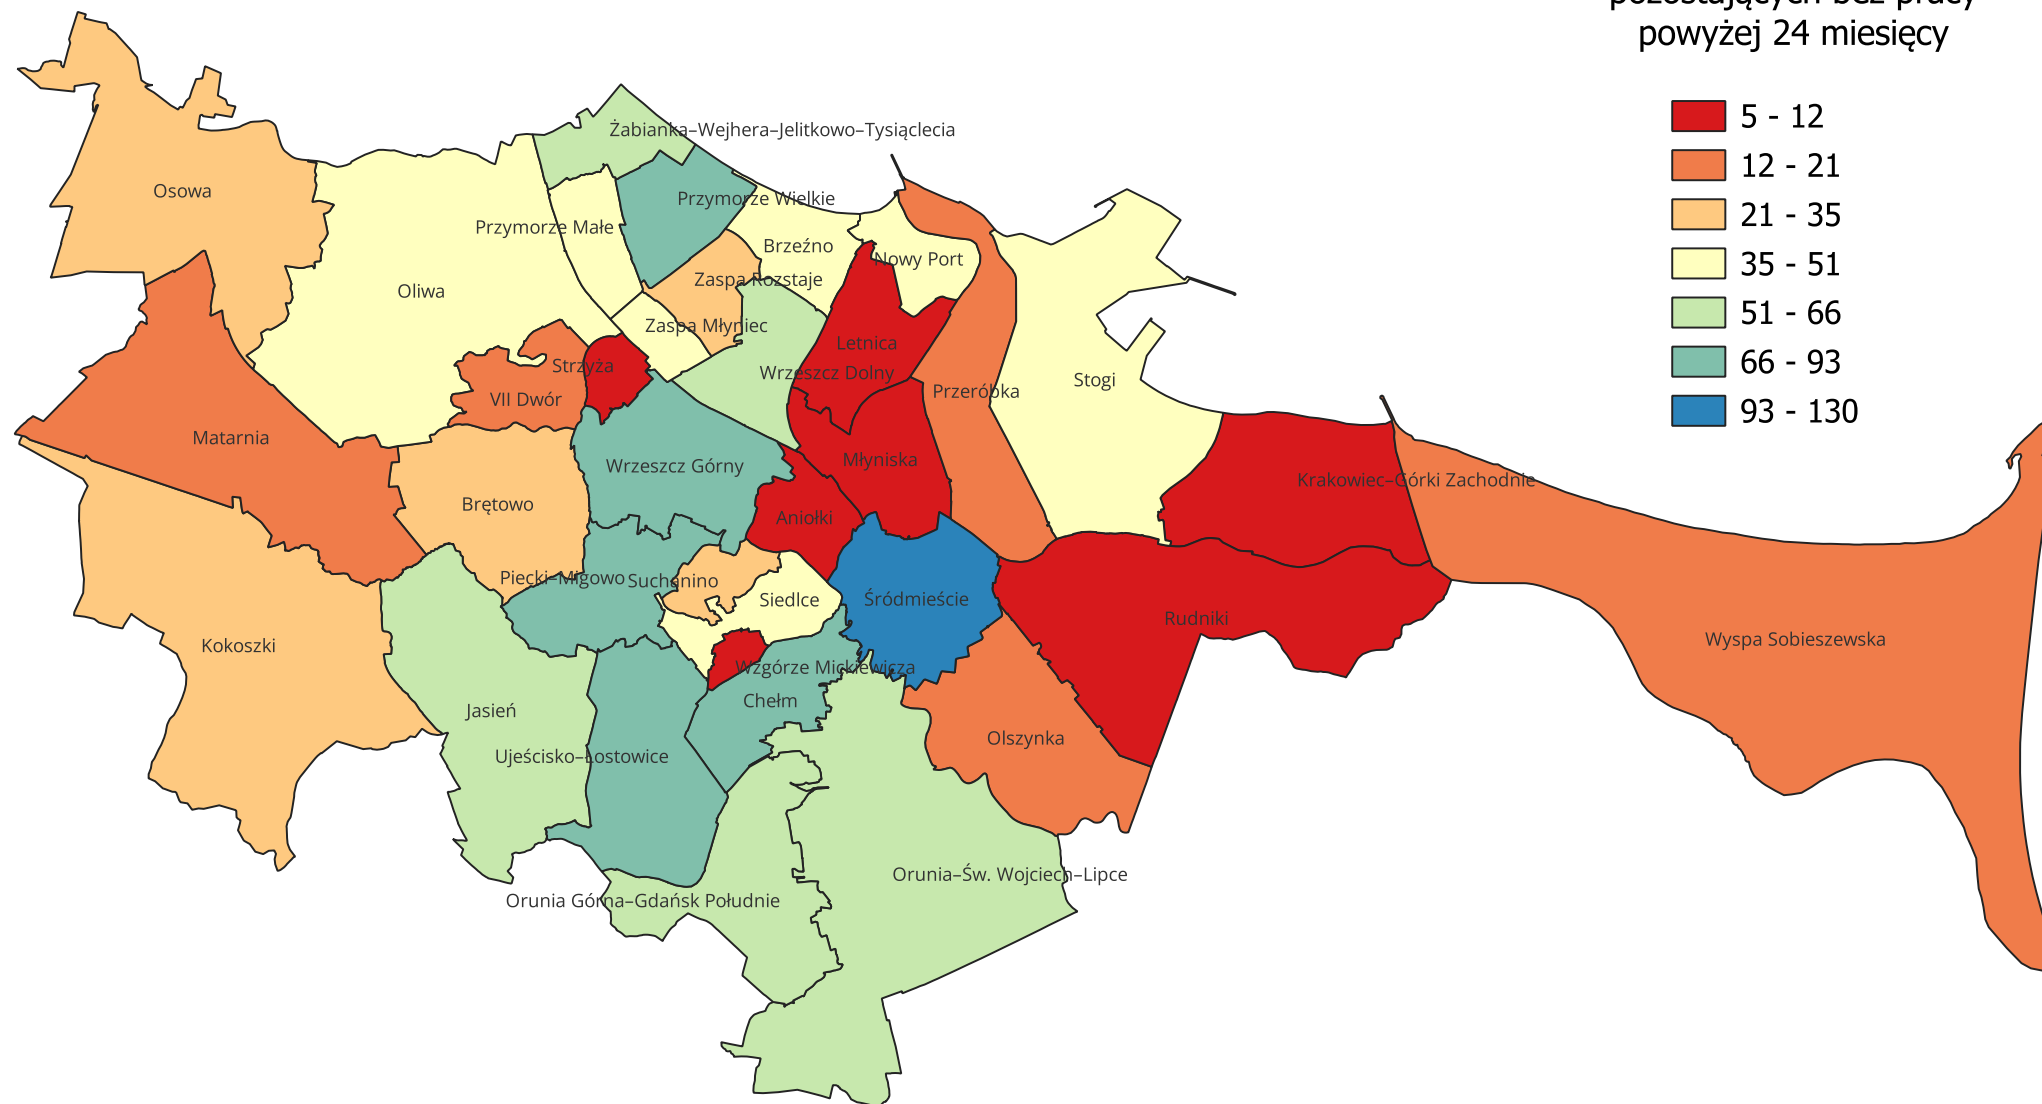 pozostających bez pracy
powyżej 24 miesięcy
5 - 12
12 - 21
21 - 35
35 - 51
51 - 66
66 - 93
93 - 130
Żabianka–Wejhera–Jelitkowo–Tysiąclecia
Osowa
Przymorze Wielkie
Przymorze Małe
Brzeźno
Nowy Port
Zaspa Rozstaje
Oliwa
Zaspa Młyniec
Letnica
Strzyża
Wrzeszcz Dolny
Stogi
Przeróbka
VII Dwór
Matarnia
Młyniska
Wrzeszcz Górny
Krakowiec–Górki Zachodnie
Brętowo
Aniołki
Piecki–Migowo
Suchanino
Siedlce
Śródmieście
Rudniki
Wyspa Sobieszewska
Kokoszki
Wzgórze Mickiewicza
Chełm
Jasień
Olszynka
Ujeścisko–Łostowice
Orunia–Św. Wojciech–Lipce
Orunia Górna–Gdańsk Południe